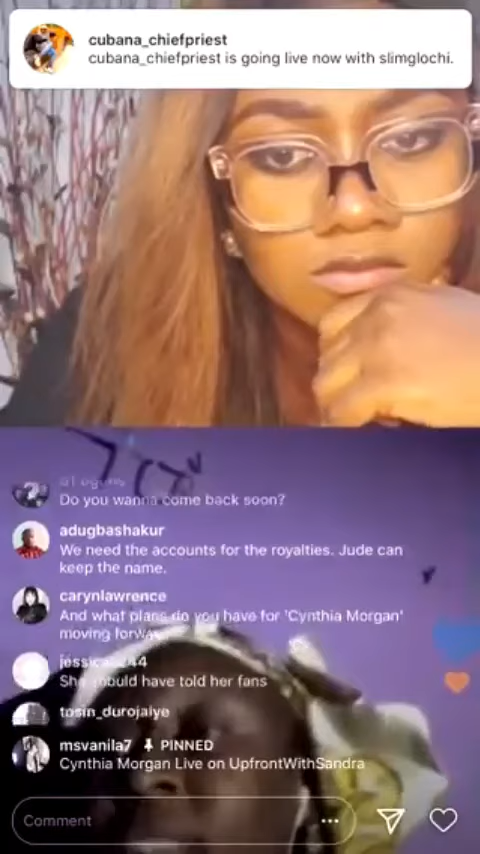 cubana_chiefpriest
cubana_chiefpriest is going live now with slimglochi.
Do you wanna come back soon?
adugbashakur
We need the accounts for the royalties. Jude can
keep the name.
carynlawrence
And what plans do you have for 'Cynthia Morgan'
moving forward
She should have told her fans
tosin_durojaiye
msvanila7 PINNED
Cynthia Morgan Live on UpfrontWithSandra
Comment